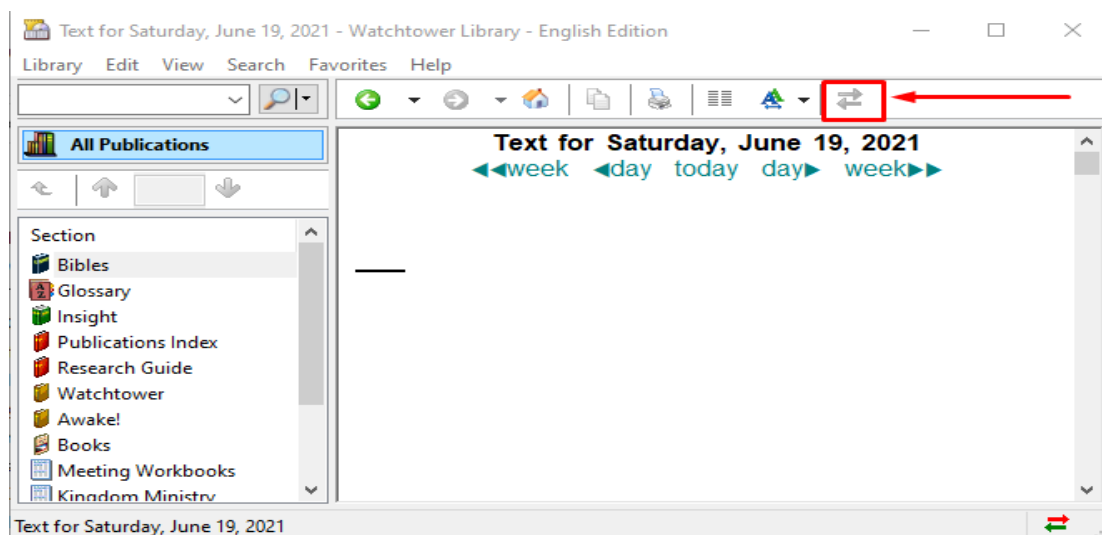 Text for Saturday, June 19, 2021 - Watchtower Library - English Edition
Library Edit View Search Favorites Help
All Publications
Section
Bibles
Glossary
Insight
Publications Index
Research Guide
Watchtower
Awake!
Books
Meeting Workbooks
Kingdom Ministry
Text for Saturday, June 19, 2021
◀◀week ◀day today day▶ week▶▶
Text for Saturday, June 19, 2021